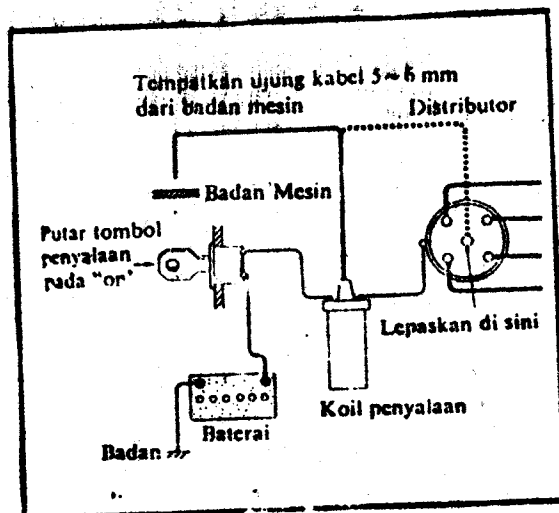 Tempatkan ujung kabel 5~6 mm
dari badan mesin
Distributor
Badan Mesin
Putar tombol
penyalaan
pada "on"
Lepaskan di sini
Koil penyalaan
Baterai
Badan